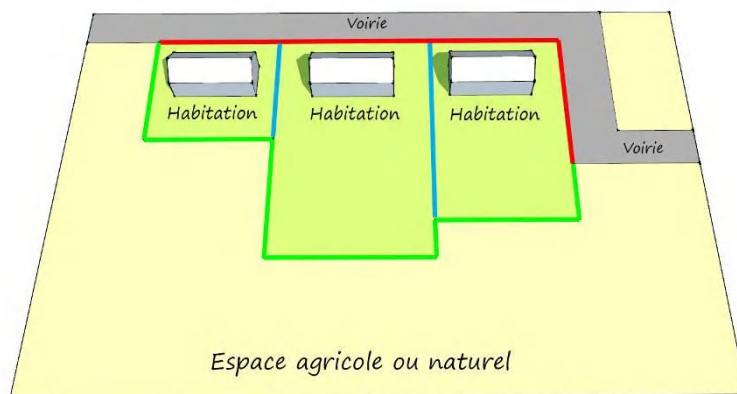 Voirie
Habitation
Habitation
Habitation
Voirie
Espace agricole ou naturel